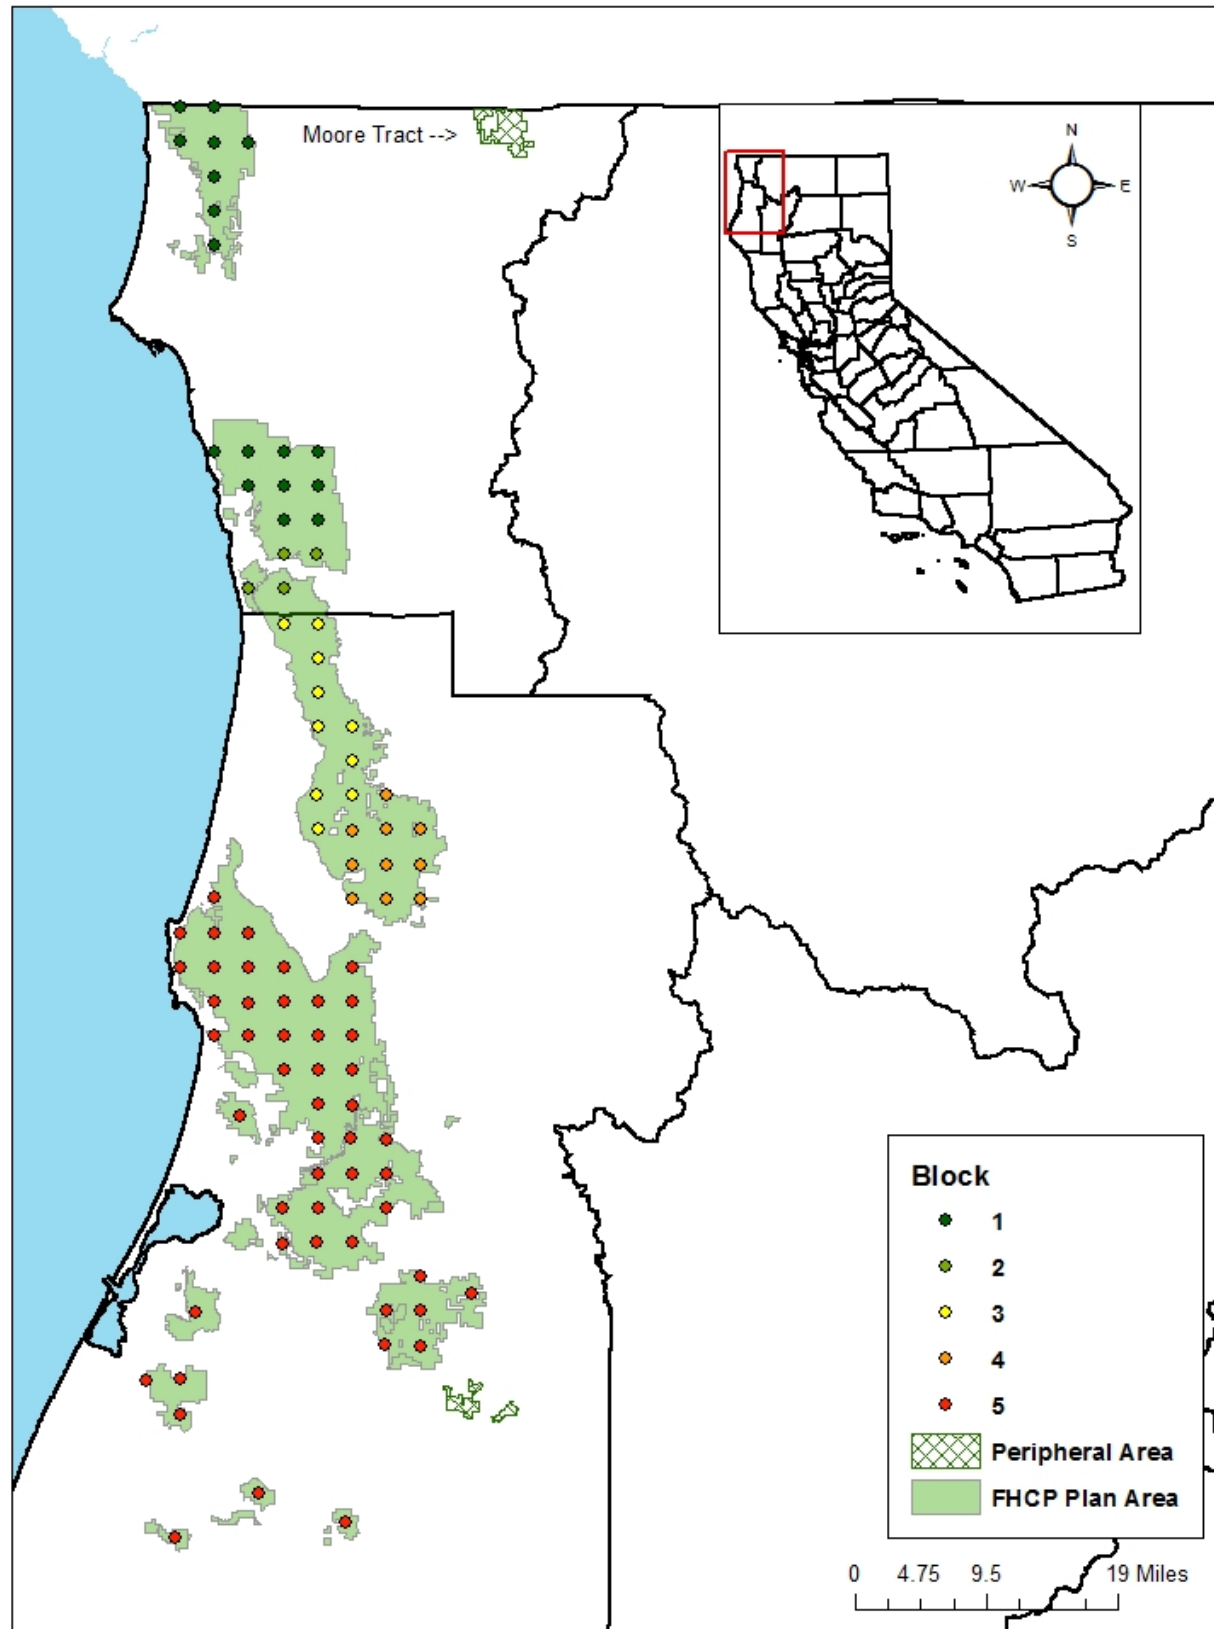 Moore Tract -->
N
W E
S
Block
1
2
3
4
5
Peripheral Area
FHCP Plan Area
0 4.75 9.5 19 Miles